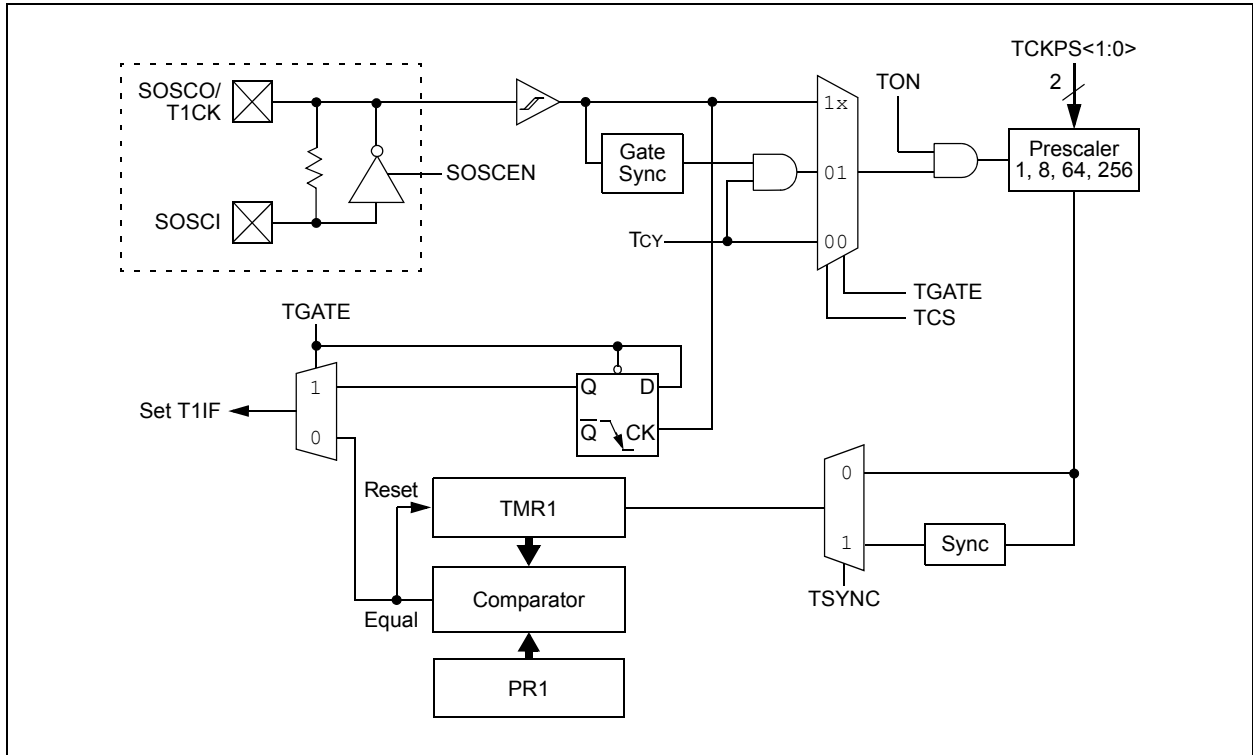 TCKPS<1:0>
2
SOSCO/
T1CK
TON
1x
Prescaler
1, 8, 64, 256
Gate
Sync
SOSCEN
01
SOSCI
TCY
00
TGATE
TCS
TGATE
1
Q
D
Set T1IF
0
Q
CK
Reset
TMR1
0
1
Sync
Comparator
TSYNC
Equal
PR1